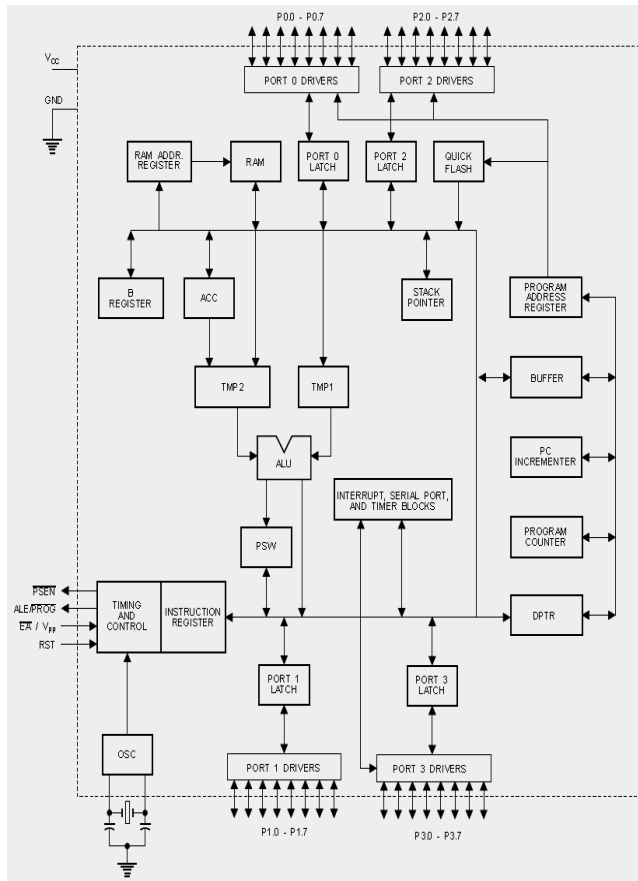 P0.0 - P0.7
P2.0 - P2.7
VCC
GND
PORT 0 DRIVERS
PORT 2 DRIVERS
RAM ADDR.
REGISTER
RAM
PORT 0
LATCH
PORT 2
LATCH
QUICK
FLASH
B
REGISTER
ACC
STACK
POINTER
PROGRAM
ADDRESS
REGISTER
TMP2
TMP1
BUFFER
ALU
PC
INCREMENTER
INTERRUPT, SERIAL PORT,
AND TIMER BLOCKS
PSW
PROGRAM
COUNTER
PSEN
ALE/PROG
EA / VPP
RST
TIMING
AND
CONTROL
INSTRUCTION
REGISTER
DPTR
PORT 1
LATCH
PORT 3
LATCH
OSC
PORT 1 DRIVERS
PORT 3 DRIVERS
P1.0 - P1.7
P3.0 - P3.7